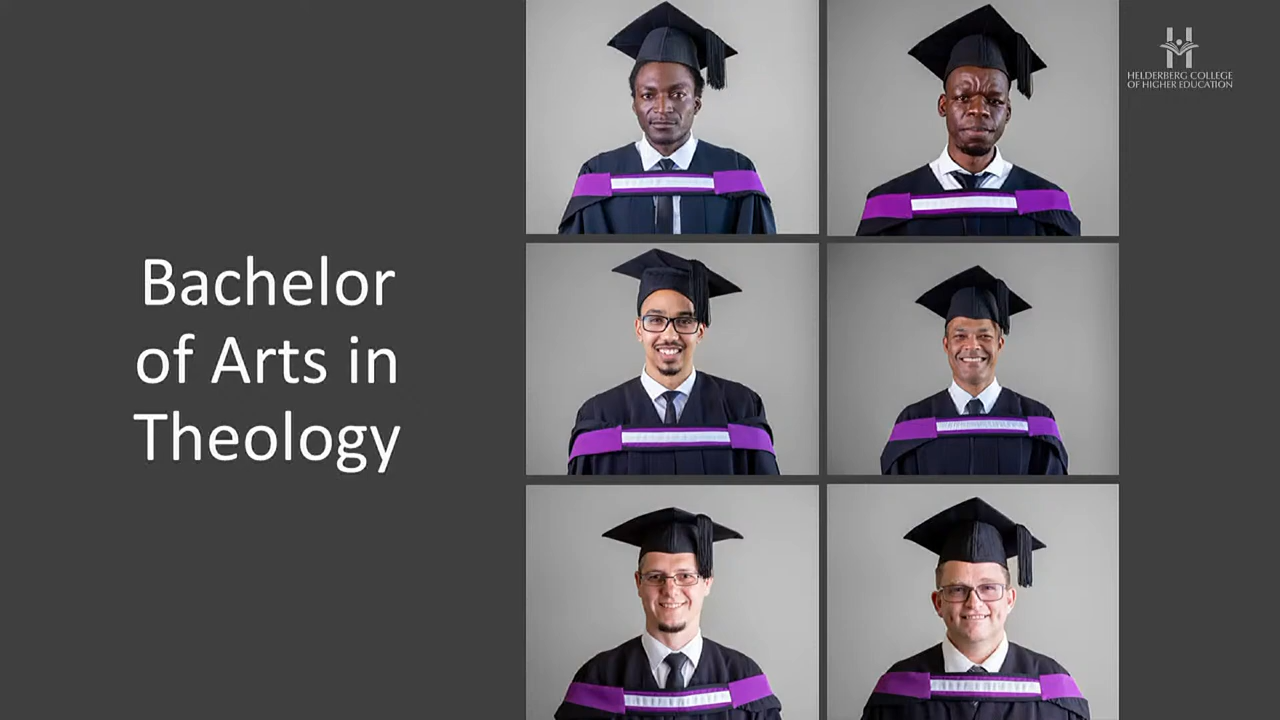 Bachelor
of Arts in
Theology
HELDERBERG COLLEGE
OF HIGHER EDUCATION